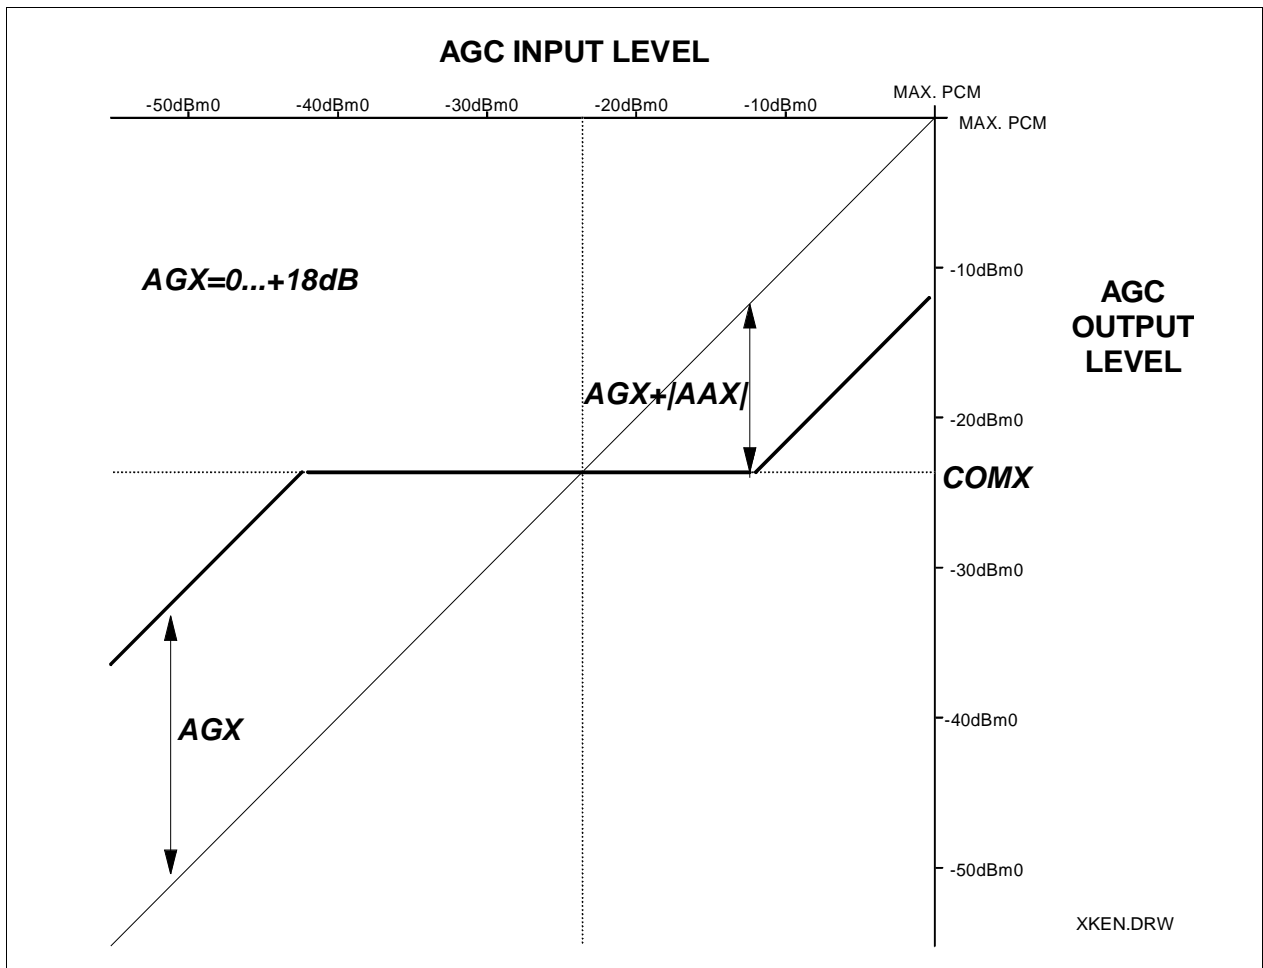 AGC INPUT LEVEL
MAX. PCM
-50dBm0 -40dBm0 -30dBm0 -20dBm0 -10dBm0
MAX. PCM
AGX=0...+18dB
-10dBm0
AGC
OUTPUT
LEVEL
AGX+|AAX|
-20dBm0
COMX
-30dBm0
AGX
-40dBm0
-50dBm0
XKEN.DRW